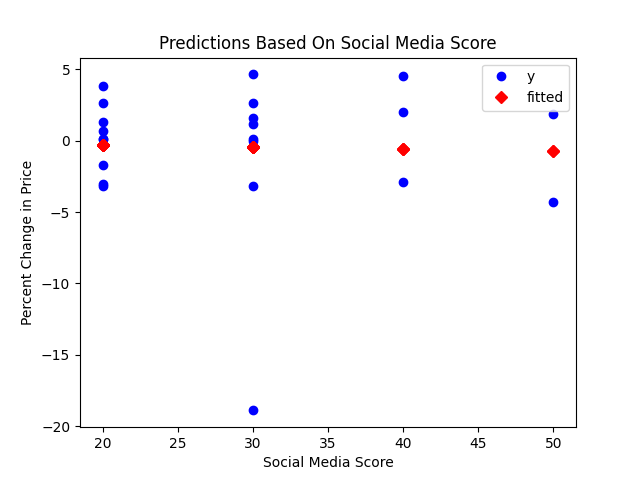 Predictions Based On Social Media Score
y
fitted
Percent Change in Price
5
0
−5
−10
−15
−20
20
25
30
35
40
45
50
Social Media Score